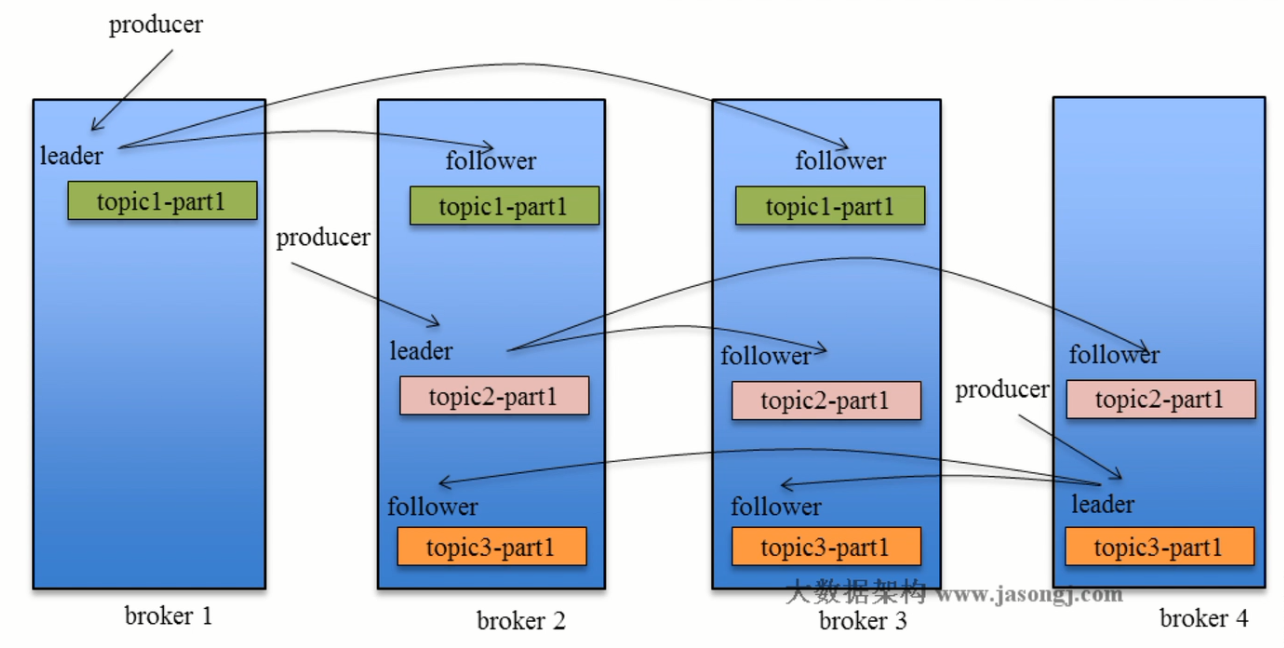 producer
leader
follower
follower
topic1-part1
topic1-part1
topic1-part1
producer
leader
follower
follower
topic2-part1
topic2-part1
topic2-part1
producer
follower
follower
leader
topic3-part1
topic3-part1
topic3-part1
大数据架构 www.jasongj.com
broker 1
broker 2
broker 3
broker 4